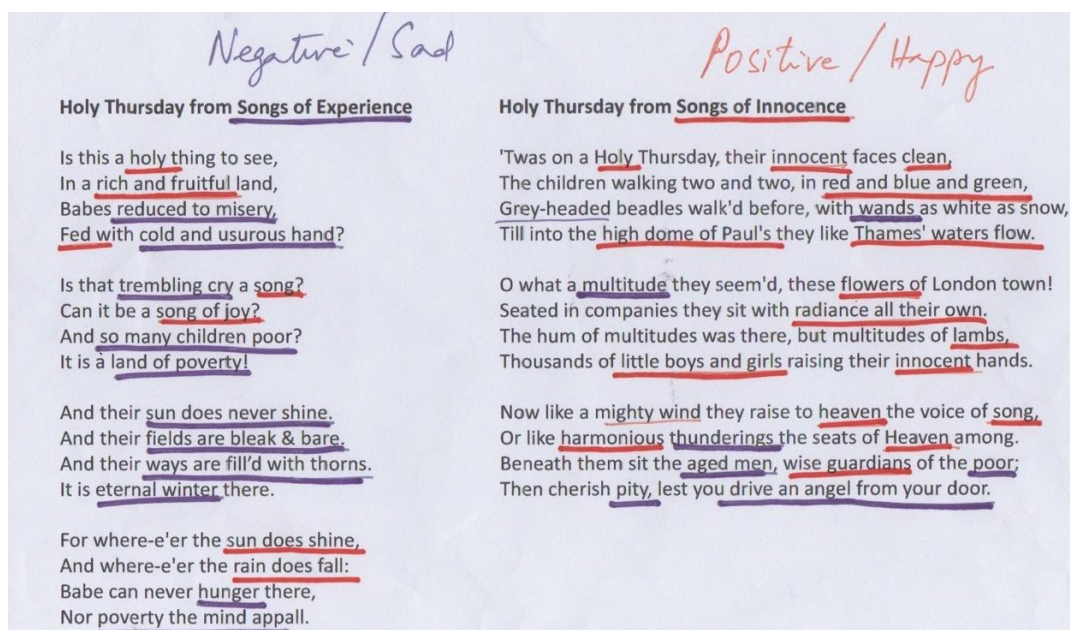 Negative / Sad
Holy Thursday from Songs of Experience
Is this a holy thing to see,
In a rich and fruitful land,
Babes reduced to misery,
Fed with cold and usurous hand?
Is that trembling cry a song?
Can it be a song of joy?
And so many children poor?
It is a land of poverty!
And their sun does never shine.
And their fields are bleak & bare.
And their ways are fill'd with thorns.
It is eternal winter there.
For where-e'er the sun does shine,
And where-e'er the rain does fall:
Babe can never hunger there,
Nor poverty the mind appall.
Positive / Happy
Holy Thursday from Songs of Innocence
'Twas on a Holy Thursday, their innocent faces clean,
The children walking two and two, in red and blue and green,
Grey-headed beadles walk'd before, with wands as white as snow,
Till into the high dome of Paul's they like Thames' waters flow.
O what a multitude they seem'd, these flowers of London town!
Seated in companies they sit with radiance all their own.
The hum of multitudes was there, but multitudes of lambs,
Thousands of little boys and girls raising their innocent hands.
Now like a mighty wind they raise to heaven the voice of song,
Or like harmonious thunderings the seats of Heaven among.
Beneath them sit the aged men, wise guardians of the poor;
Then cherish pity, lest you drive an angel from your door.